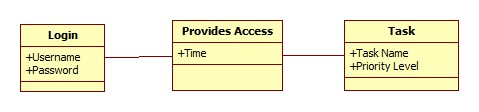 Login
+Username
+Password
Provides Access
+Time
Task
+Task Name
+Priority Level